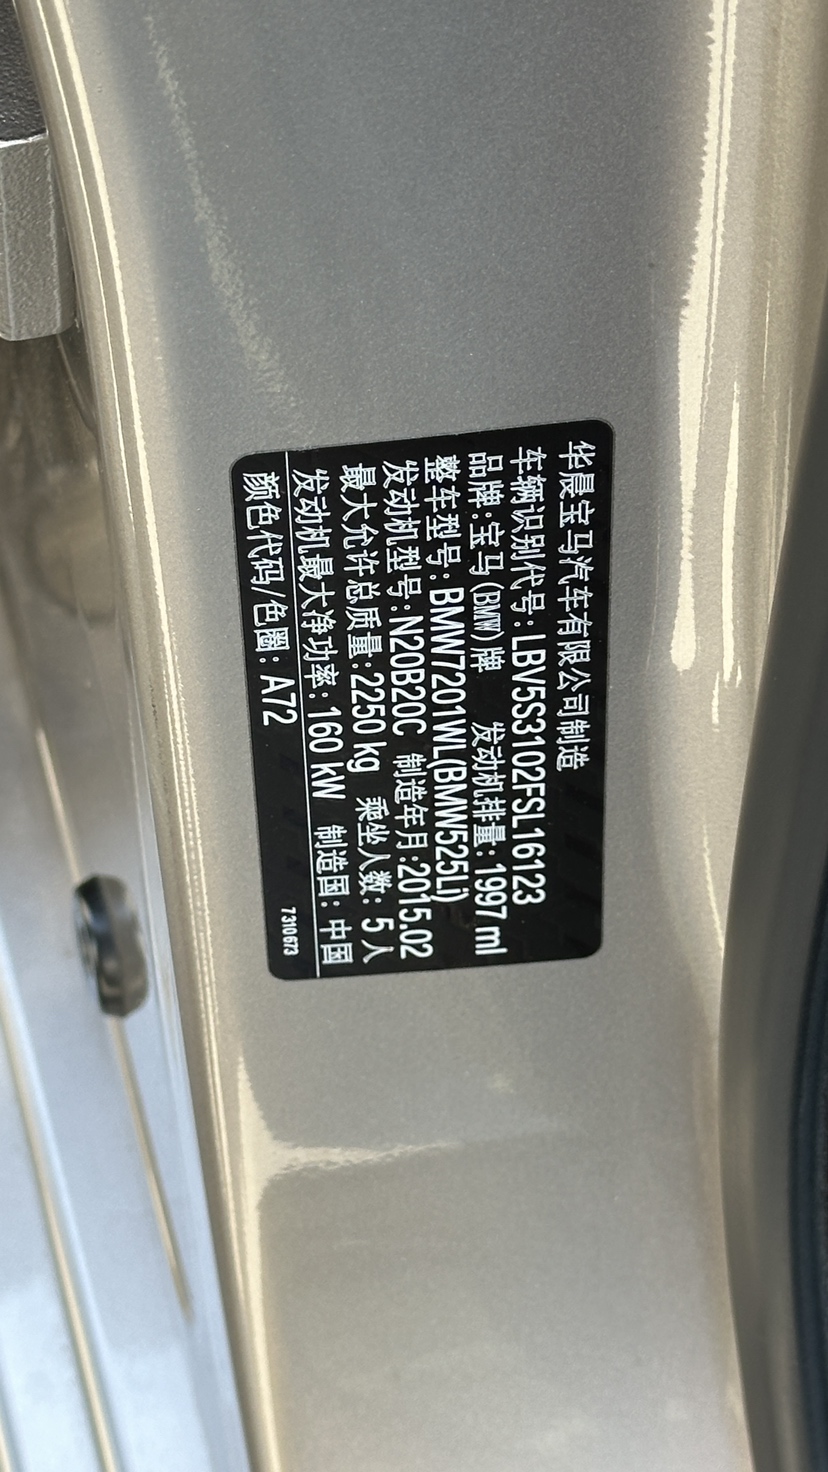 华晨宝马汽车有限公司制造
车辆识别代号: LBV5S3102FSL16123
品牌:宝马(BMW)牌 发动机排量: 1997 ml
整车型号: BMW7201WL(BMW525Li)
发动机型号: N20B20C 制造年月:2015.02
最大允许总质量: 2250 kg 乘坐人数: 5 人
发动机最大净功率: 160 kW 制造国: 中国
颜色代码/色圈: A72
7310673